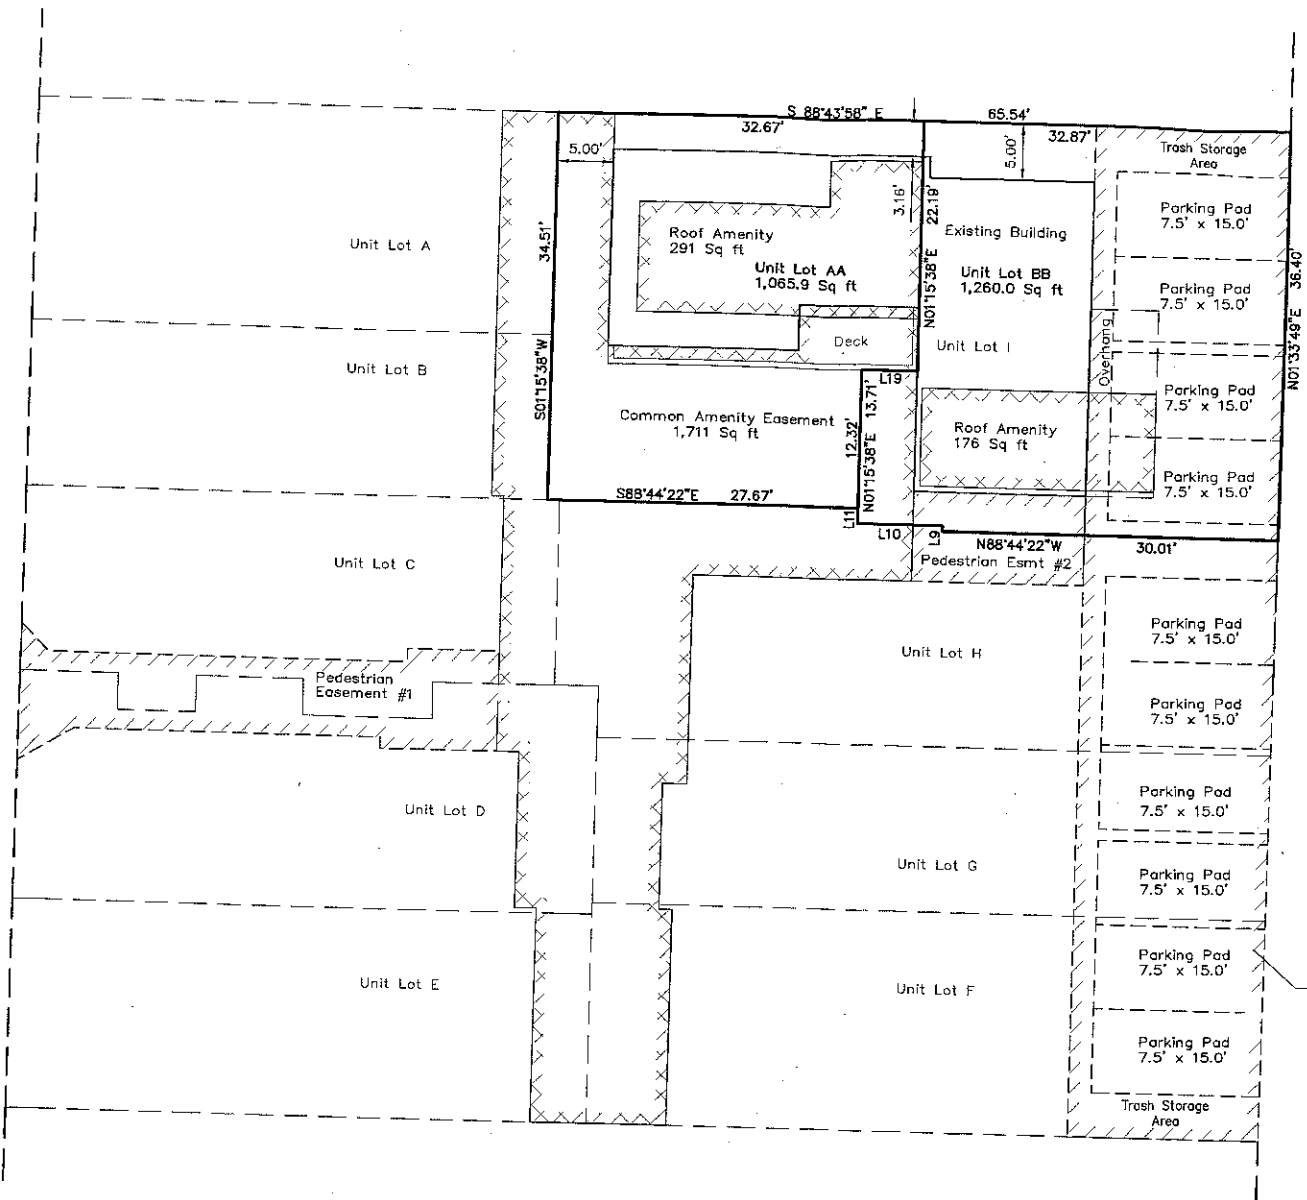 S 88°43'58" E
65.54'
32.67'
32.87'
5.00'
5.00'
Trash Storage
Area
Parking Pad
7.5' x 15.0'
3.16'
22.19'
N01°15'38"E
Unit Lot A
34.51'
S01°15'38"W
Roof Amenity
291 Sq ft
Unit Lot AA
1,065.9 Sq ft
Existing Building
Unit Lot BB
1,260.0 Sq ft
Parking Pad
7.5' x 15.0'
N01°33'49"E 36.40'
Deck
Unit Lot I
Overhang
Unit Lot B
L19
Parking Pad
7.5' x 15.0'
Common Amenity Easement
1,711 Sq ft
12.32'
N01°15'38"E 13.71'
Roof Amenity
176 Sq ft
Parking Pad
7.5' x 15.0'
S88°44'22"E 27.67'
L11
L10
L9
N88°44'22"W 30.01'
Pedestrian Esmt #2
Unit Lot C
Parking Pad
7.5' x 15.0'
Unit Lot H
Pedestrian
Easement #1
Parking Pad
7.5' x 15.0'
Unit Lot D
Parking Pad
7.5' x 15.0'
Unit Lot G
Parking Pad
7.5' x 15.0'
Unit Lot E
Unit Lot F
Parking Pad
7.5' x 15.0'
Parking Pad
7.5' x 15.0'
Trash Storage
Area